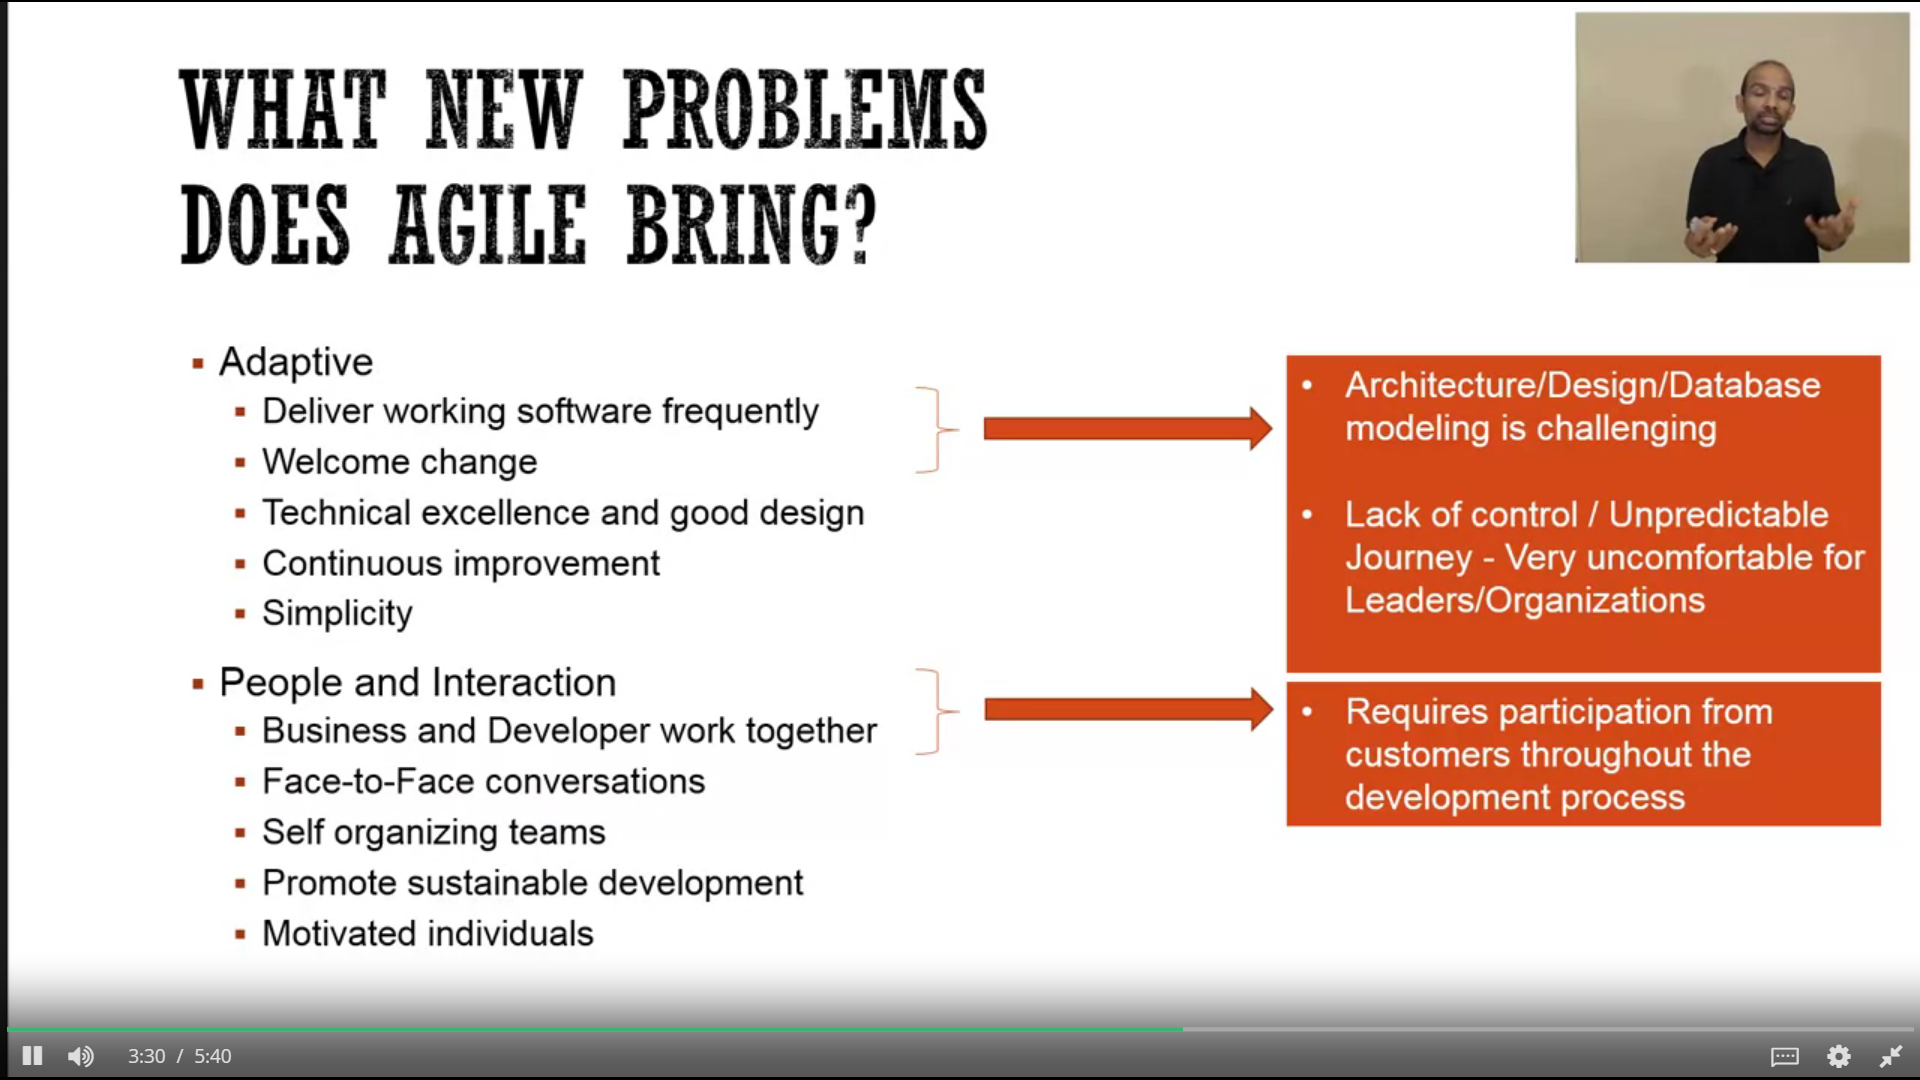 WHAT NEW PROBLEMS
DOES AGILE BRING?
Adaptive
Deliver working software frequently
Welcome change
Technical excellence and good design
Continuous improvement
Simplicity
People and Interaction
Business and Developer work together
Face-to-Face conversations
Self organizing teams
Promote sustainable development
Motivated individuals
Architecture/Design/Database
modeling is challenging
Lack of control / Unpredictable
Journey - Very uncomfortable for
Leaders/Organizations
Requires participation from
customers throughout the
development process
3:30 / 5:40